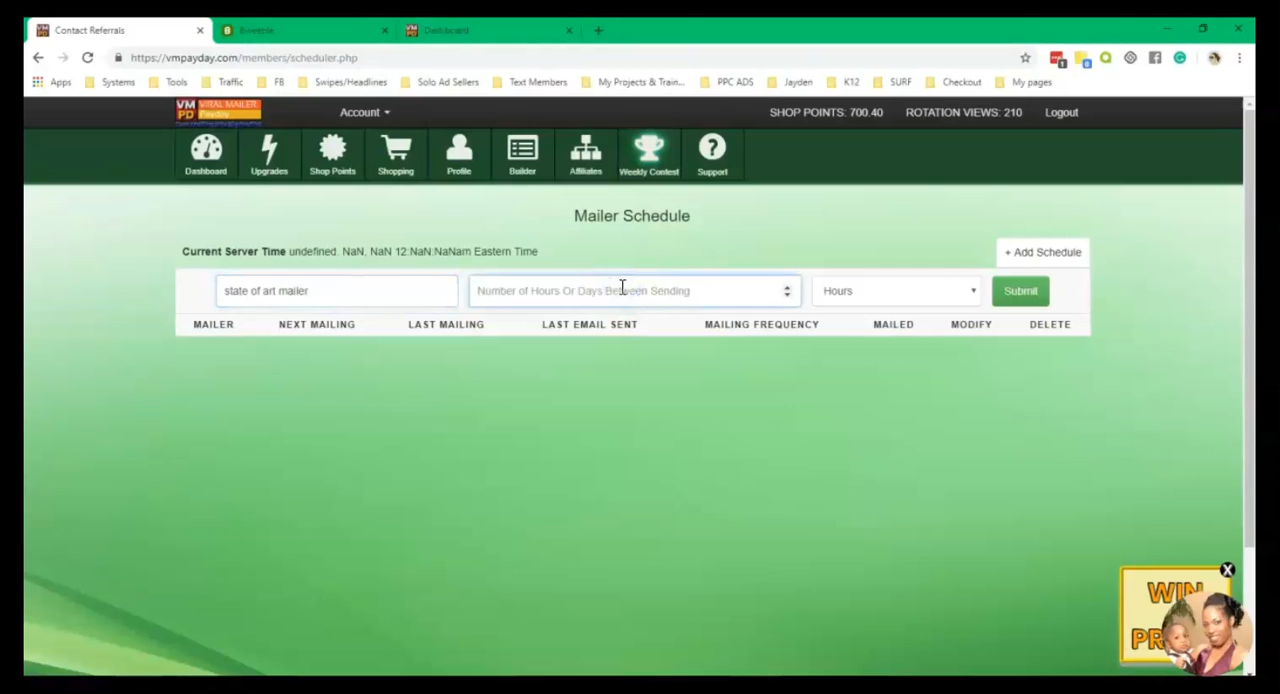 Contact Referrals
Dashboard
https://vmpayday.com/members/scheduler.php
Apps Systems Tools Traffic FB Swipes/Headlines Solo Ad Sellers Text Members My Projects & Train... PPC ADS Jayden K12 SURF Checkout My pages
VM PD VIRAL MAILER Payday
Account
SHOP POINTS: 700.40 ROTATION VIEWS: 210 Logout
Dashboard Upgrades Shop Points Shopping Profile Builder Affiliates Weekly Contest Support
Mailer Schedule
Current Server Time undefined, NaN, NaN 12:NaN:NaNam Eastern Time
+ Add Schedule
state of art mailer Number of Hours Or Days Between Sending Hours Submit
MAILER NEXT MAILING LAST MAILING LAST EMAIL SENT MAILING FREQUENCY MAILED MODIFY DELETE
X
WIN